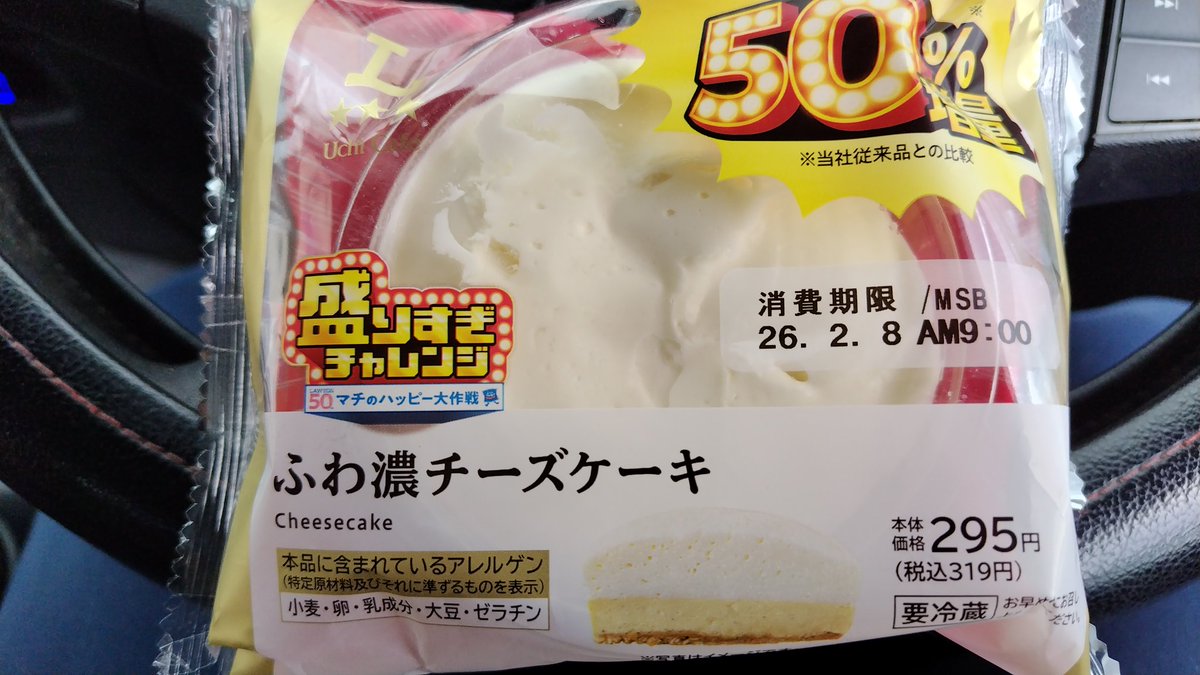 50%増量
※
※当社従来品との比較
Uchi
盛りすぎ
チャレンジ
LAWSON
50th マチのハッピー大作戦
消費期限 /MSB
26. 2. 8 AM9:00
ふわ濃チーズケーキ
Cheesecake
本品に含まれているアレルゲン
(特定原材料及びそれに準ずるものを表示)
小麦・卵・乳成分・大豆・ゼラチン
本体
価格 295円
(税込319円)
要冷蔵